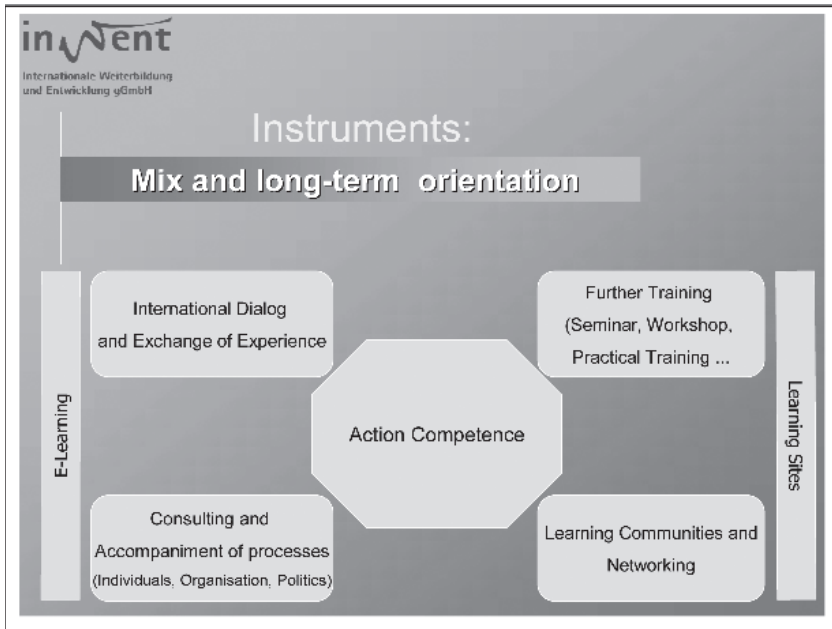 inWent
Internationale Weiterbildung
und Entwicklung gGmbH
Instruments:
Mix and long-term orientation
E-Learning
International Dialog
and Exchange of Experience
Further Training
(Seminar, Workshop,
Practical Training ...
Learning Sites
Action Competence
Consulting and
Accompaniment of processes
(Individuals, Organisation, Politics)
Learning Communities and
Networking